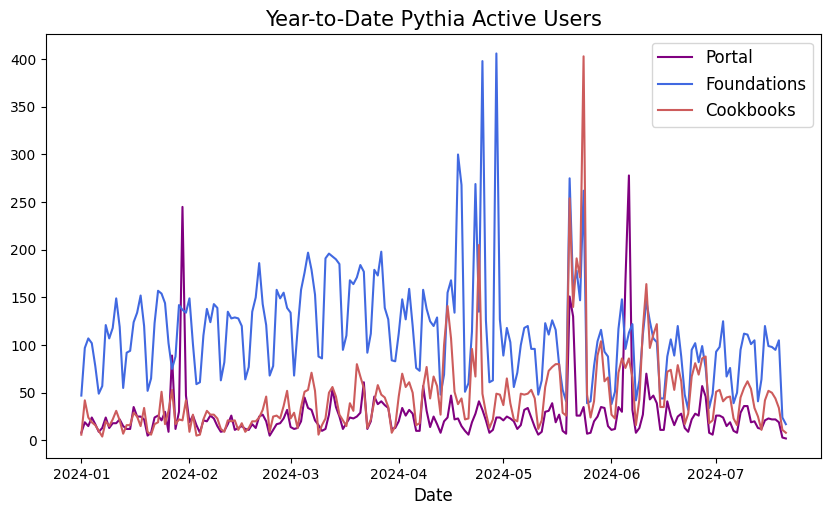 Year-to-Date Pythia Active Users
Portal
Foundations
Cookbooks
400
350
300
250
200
150
100
50
0
2024-01 2024-02 2024-03 2024-04 2024-05 2024-06 2024-07
Date